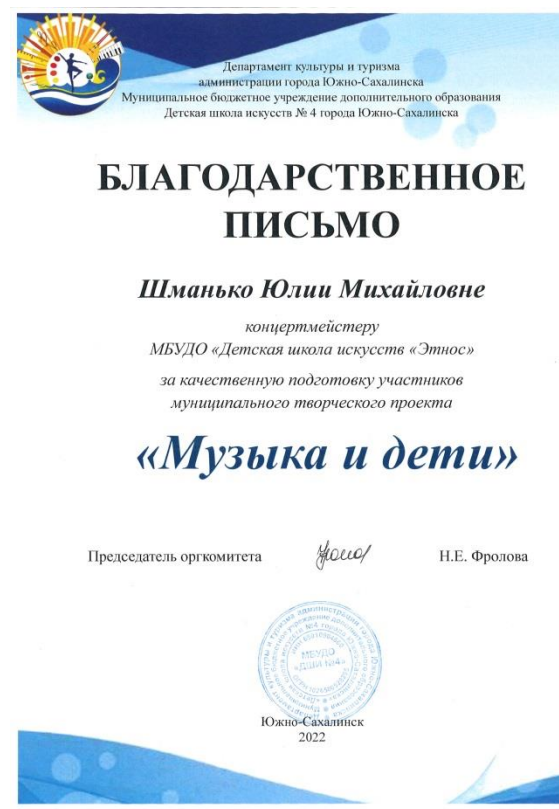 Департамент культуры и туризма
администрации города Южно-Сахалинска
Муниципальное бюджетное учреждение дополнительного образования
Детская школа искусств № 4 города Южно-Сахалинска
БЛАГОДАРСТВЕННОЕ
ПИСЬМО
Шманько Юлии Михайловне
концертмейстеру
МБУДО «Детская школа искусств «Этнос»
за качественную подготовку участников
муниципального творческого проекта
«Музыка и дети»
Председатель оргкомитета Н.Е. Фролова
МБУДО
«ДШИ №4»
Южно-Сахалинск
2022